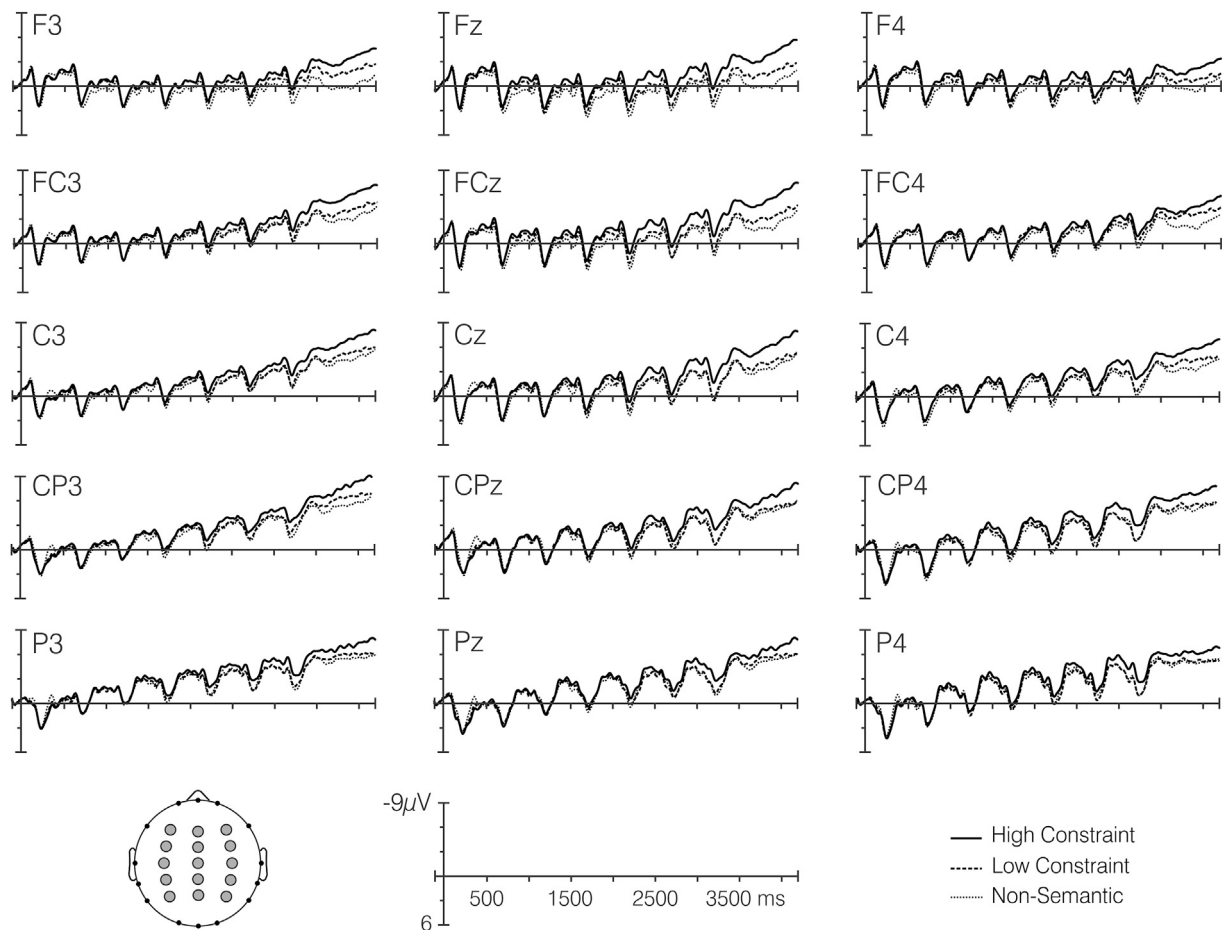 F3
Fz
F4
FC3
FCz
FC4
C3
Cz
C4
CP3
CPz
CP4
P3
Pz
P4
-9μV
500 1500 2500 3500 ms
6
High Constraint
Low Constraint
Non-Semantic